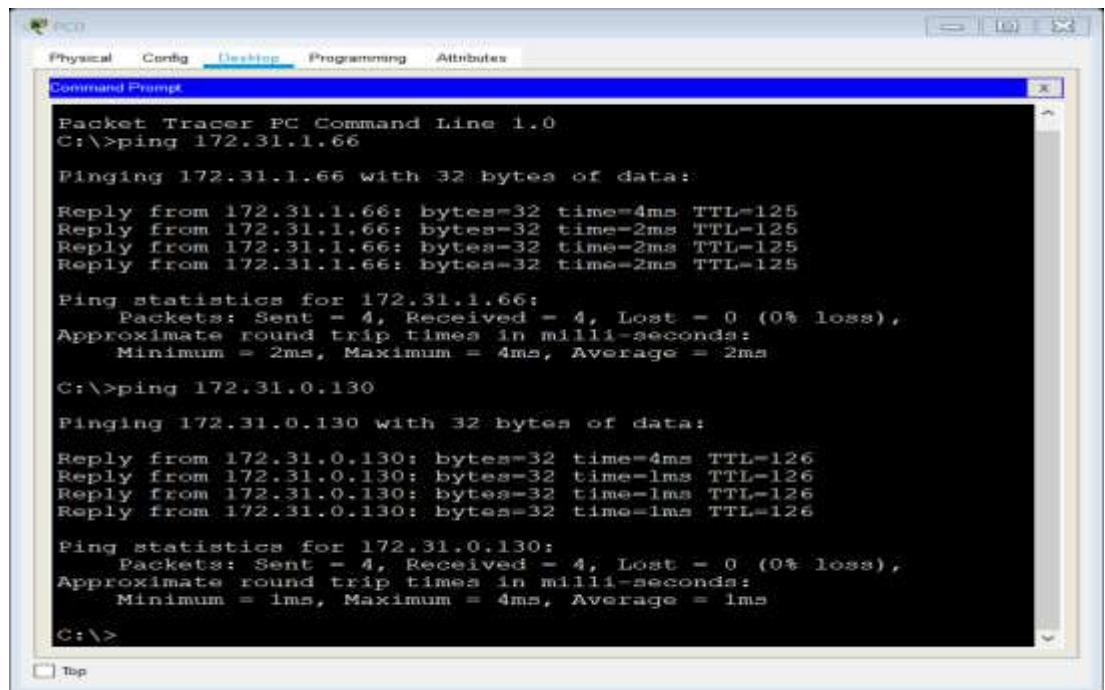 PC0
Physical Config Desktop Programming Attributes
Command Prompt X
Packet Tracer PC Command Line 1.0
C:\>ping 172.31.1.66
Pinging 172.31.1.66 with 32 bytes of data:
Reply from 172.31.1.66: bytes=32 time=4ms TTL=125
Reply from 172.31.1.66: bytes=32 time=2ms TTL=125
Reply from 172.31.1.66: bytes=32 time=2ms TTL=125
Reply from 172.31.1.66: bytes=32 time=2ms TTL=125
Ping statistics for 172.31.1.66:
Packets: Sent = 4, Received = 4, Lost = 0 (0% loss),
Approximate round trip times in milli-seconds:
Minimum = 2ms, Maximum = 4ms, Average = 2ms
C:\>ping 172.31.0.130
Pinging 172.31.0.130 with 32 bytes of data:
Reply from 172.31.0.130: bytes=32 time=4ms TTL=126
Reply from 172.31.0.130: bytes=32 time=1ms TTL=126
Reply from 172.31.0.130: bytes=32 time=1ms TTL=126
Reply from 172.31.0.130: bytes=32 time=1ms TTL=126
Ping statistics for 172.31.0.130:
Packets: Sent = 4, Received = 4, Lost = 0 (0% loss),
Approximate round trip times in milli-seconds:
Minimum = 1ms, Maximum = 4ms, Average = 1ms
C:\>
Top